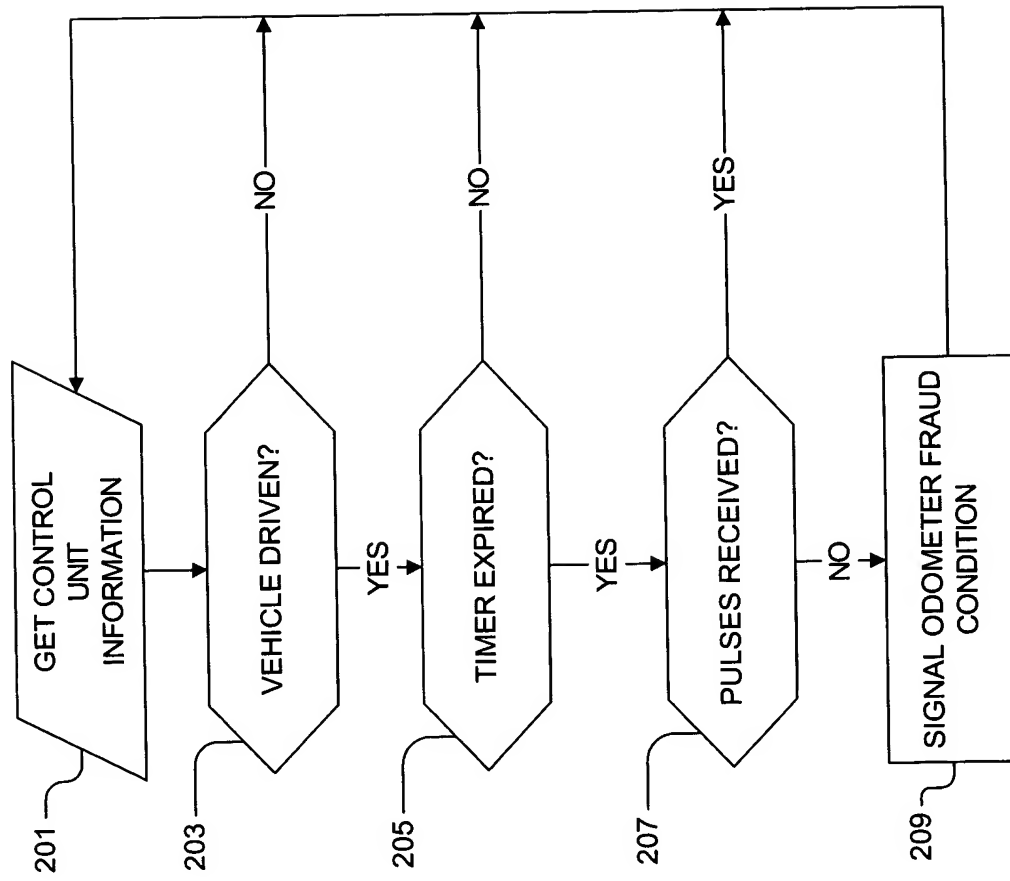 201
GET CONTROL
UNIT
INFORMATION
203
VEHICLE DRIVEN?
NO
YES
205
TIMER EXPIRED?
NO
YES
207
PULSES RECEIVED?
YES
NO
209
SIGNAL ODOMETER FRAUD
CONDITION